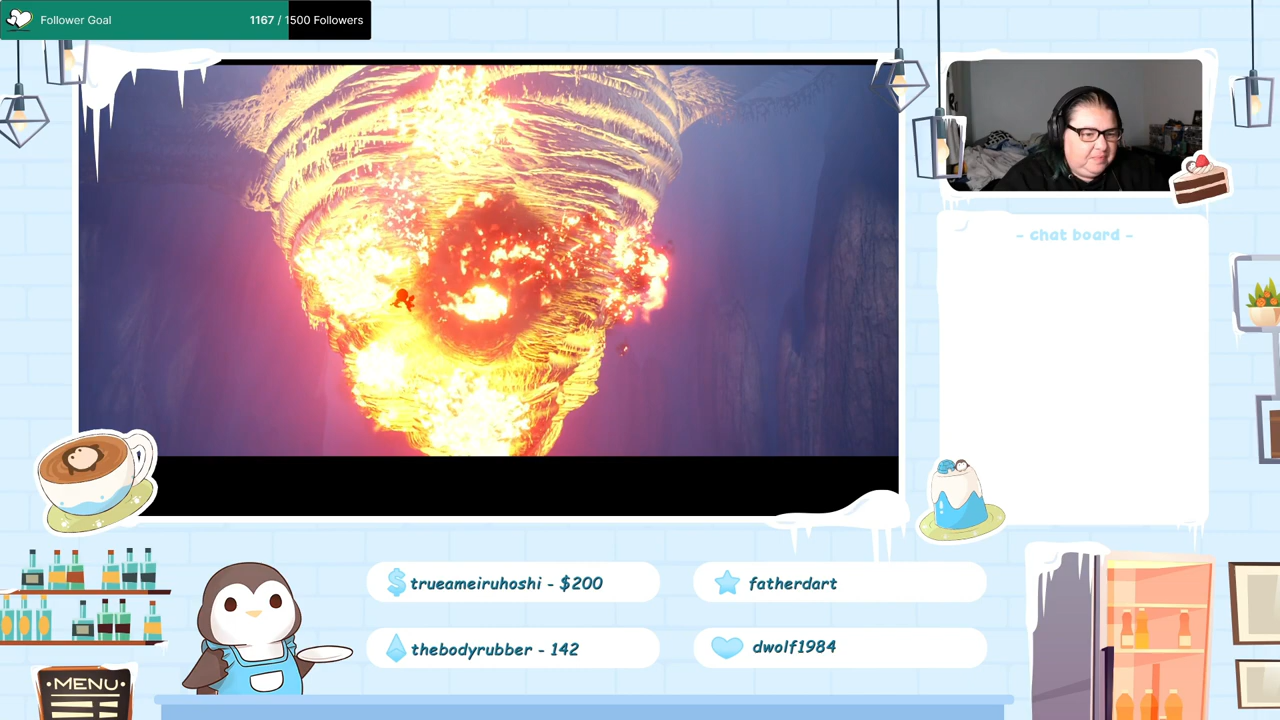 Follower Goal
1167 / 1500 Followers
- chat board -
trueameiruhoshi - $200
fatherdart
thebodyrubber - 142
dwolf1984
•MENU•